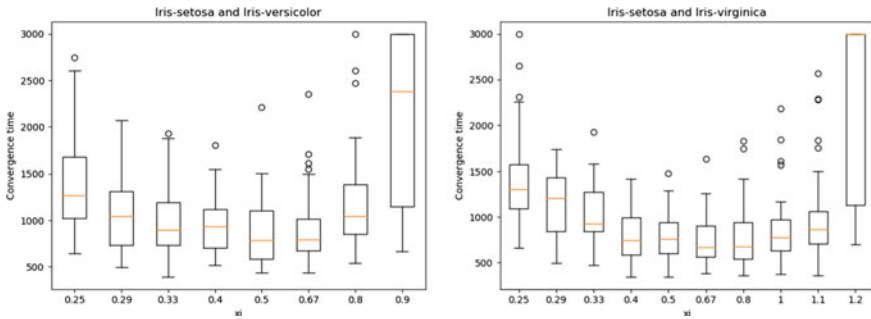 Iris-setosa and Iris-versicolor
3000
2500
2000
1500
1000
500
Convergence time
0.25 0.29 0.33 0.4 0.5 0.67 0.8 0.9
xi
Iris-setosa and Iris-virginica
3000
2500
2000
1500
1000
500
Convergence time
0.25 0.29 0.33 0.4 0.5 0.67 0.8 1 1.1 1.2
xi